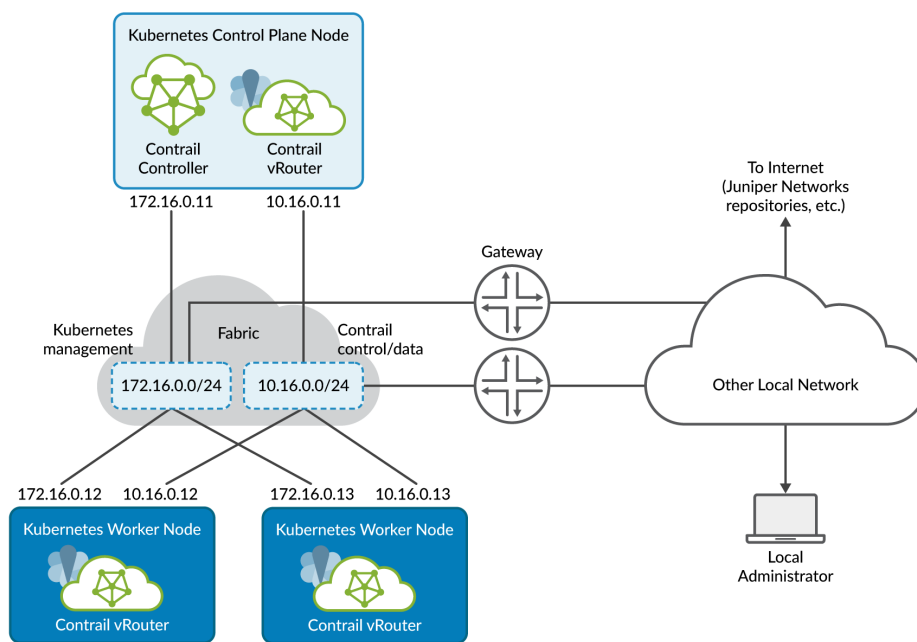 Kubernetes Control Plane Node
Contrail
Controller
Contrail
vRouter
172.16.0.11
10.16.0.11
To Internet
(Juniper Networks
repositories, etc.)
Gateway
Kubernetes
management
Fabric
Contrail
control/data
172.16.0.0/24
10.16.0.0/24
Other Local Network
172.16.0.12
10.16.0.12
172.16.0.13
10.16.0.13
Kubernetes Worker Node
Contrail vRouter
Kubernetes Worker Node
Contrail vRouter
Local
Administrator